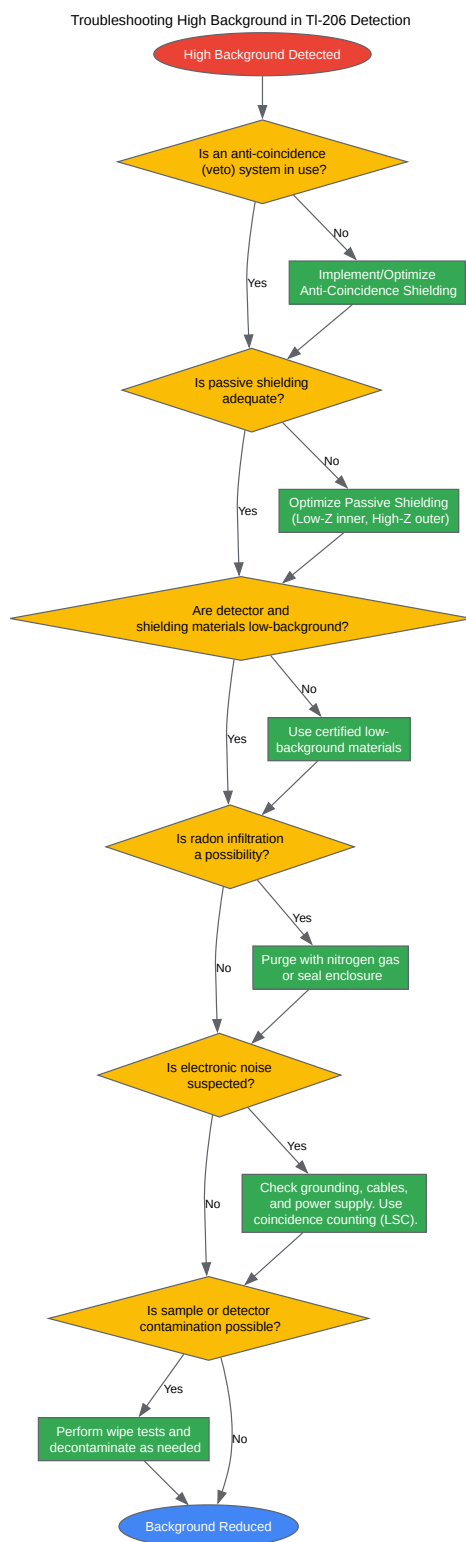 Troubleshooting High Background in Tl-206 Detection
High Background Detected
Is an anti-coincidence
(veto) system in use?
No
Implement/Optimize
Anti-Coincidence Shielding
Yes
Is passive shielding
adequate?
No
Optimize Passive Shielding
(Low-Z inner, High-Z outer)
Yes
Are detector and
shielding materials low-background?
No
Use certified low-
background materials
Yes
Is radon infiltration
a possibility?
Yes
Purge with nitrogen gas
or seal enclosure
No
Is electronic noise
suspected?
Yes
Check grounding, cables,
and power supply. Use
coincidence counting (LSC).
No
Is sample or detector
contamination possible?
Yes
Perform wipe tests and
decontaminate as needed
No
Background Reduced